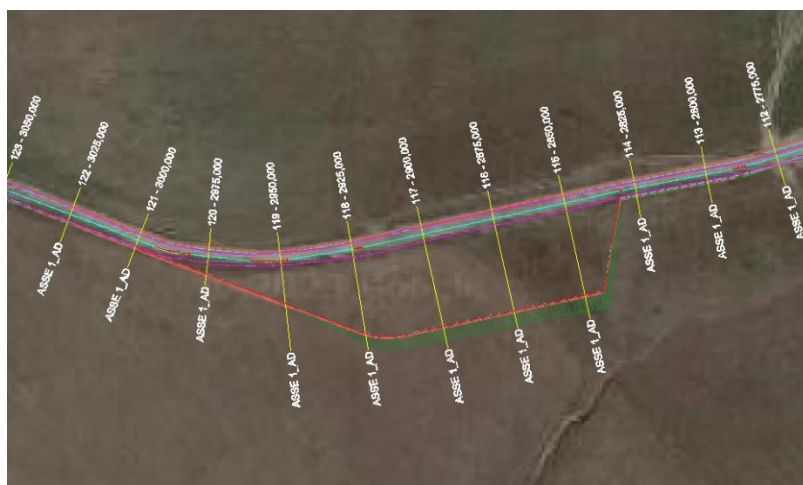 123 - 3050,000
122 - 3025,000
121 - 3000,000
120 - 2975,000
119 - 2950,000
118 - 2925,000
117 - 2900,000
116 - 2875,000
115 - 2850,000
114 - 2825,000
113 - 2800,000
112 - 2775,000
ASSE 1_AD
ASSE 1_AD
ASSE 1_AD
ASSE 1_AD
ASSE 1_AD
ASSE 1_AD
ASSE 1_AD
ASSE 1_AD
ASSE 1_AD
ASSE 1_AD
ASSE 1_AD